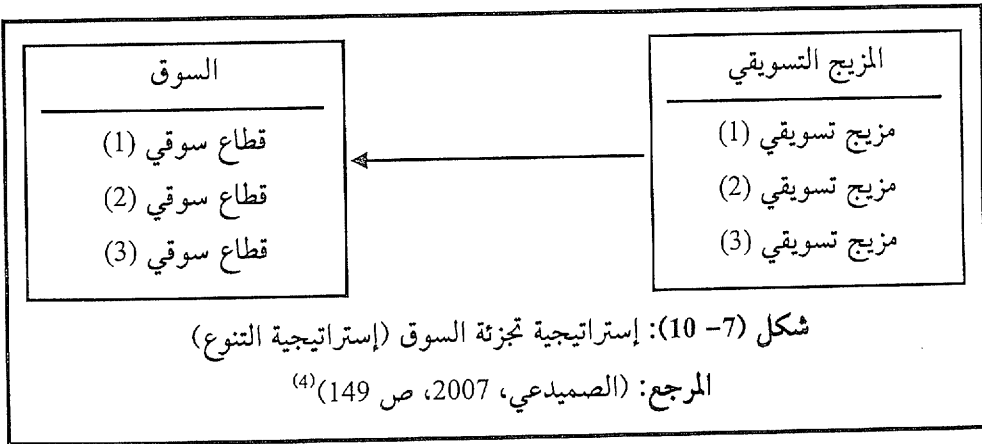 المزيج التسويقي
مزيج تسويقي (1)
مزيج تسويقي (2)
مزيج تسويقي (3)
السوق
قطاع سوقي (1)
قطاع سوقي (2)
قطاع سوقي (3)
شكل (7- 10): إستراتيجية تجزئة السوق (إستراتيجية التنوع)
المرجع: (الصميدعي، 2007، ص 149)(4)